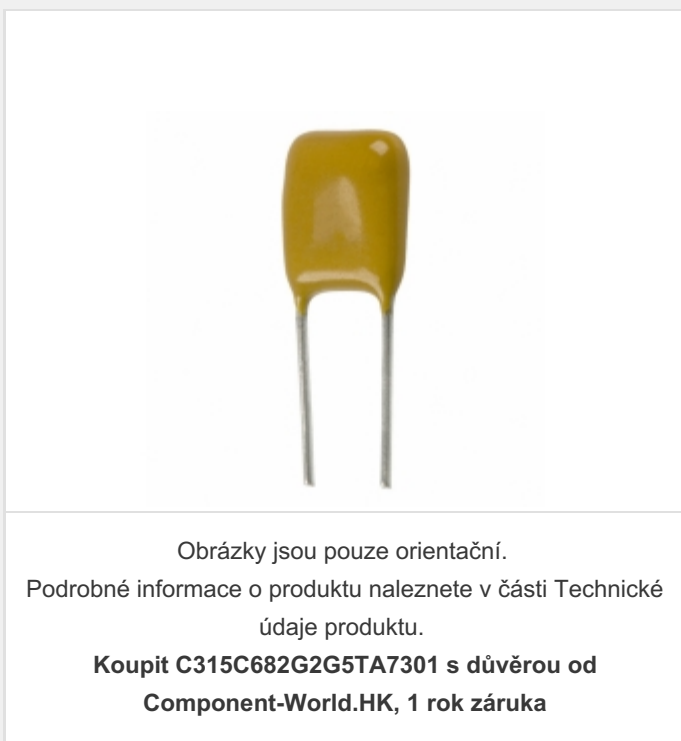 Obrázky jsou pouze orientační.
Podrobné informace o produktu naleznete v části Technické
údaje produktu.
Koupit C315C682G2G5TA7301 s důvěrou od
Component-World.HK, 1 rok záruka